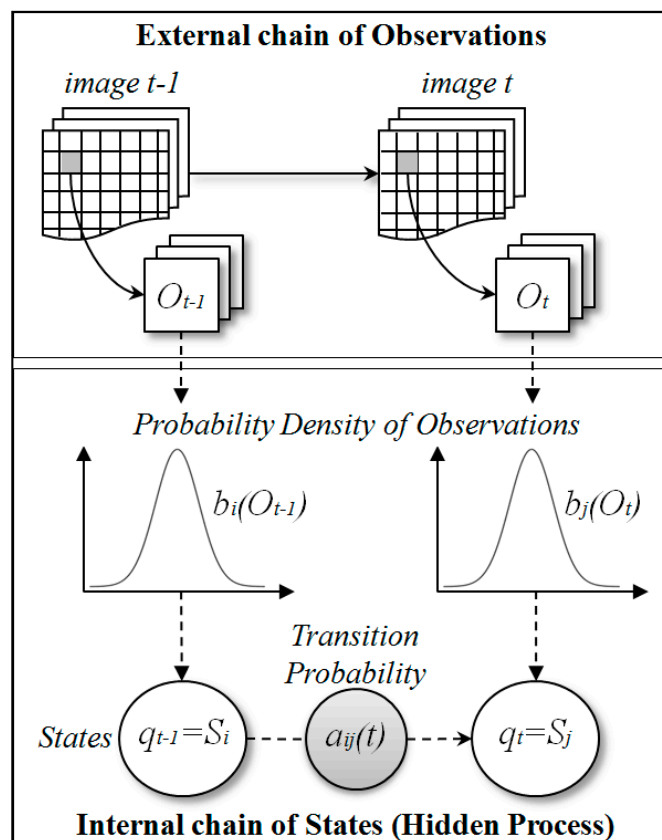 External chain of Observations
image t-1
image t
Ot-1
Ot
Probability Density of Observations
bi(Ot-1)
bj(Ot)
Transition
Probability
States
qt-1=Si
aij(t)
qt=Sj
Internal chain of States (Hidden Process)